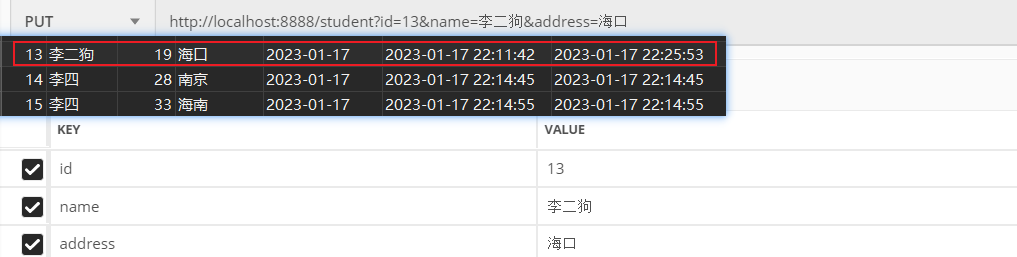 PUT http://localhost:8888/student?id=13&name=李二狗&address=海口
13 李二狗 19 海口 2023-01-17 2023-01-17 22:11:42 2023-01-17 22:25:53
14 李四 28 南京 2023-01-17 2023-01-17 22:14:45 2023-01-17 22:14:45
15 李四 33 海南 2023-01-17 2023-01-17 22:14:55 2023-01-17 22:14:55
KEY VALUE
id 13
name 李二狗
address 海口